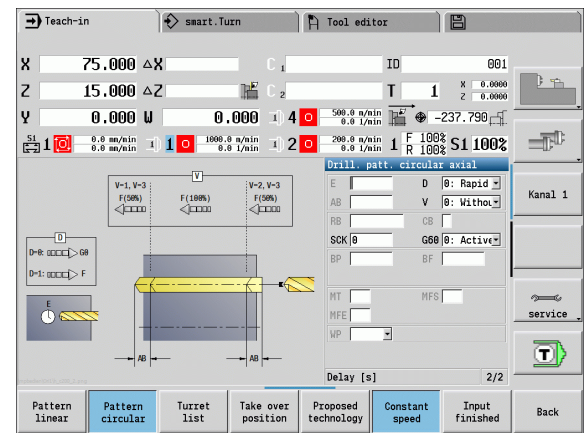 Teach-in smart.Turn Tool editor
X 75.000 ΔX C 1 ID 001
Z 15.000 ΔZ C 2 T 1 X 0.0000 Z 0.0000
Y 0.000 W 0.000 4 500.0 m/min 0.0 1/min -237.790
S1 1 0.0 mm/min 0.0 mm/min 1 1000.0 m/min 0.0 1/min 2 200.0 m/min 0.0 1/min 1 F 100% R 100% S1 100%
Drill. patt. circular axial
V
V=1, V=3 V=2, V=3
F(50%) F(100%) F(50%)
D
D=0: G0
D=1: F
E
AB AB
E D 0: Rapid
AB V 0: Withou
RB CB
SCK 0 G60 0: Active
BP BF
MT MFS
MFE
WP
Delay [s] 2/2
Kanal 1
service
T
Pattern linear
Pattern circular
Turret list
Take over position
Proposed technology
Constant speed
Input finished
Back